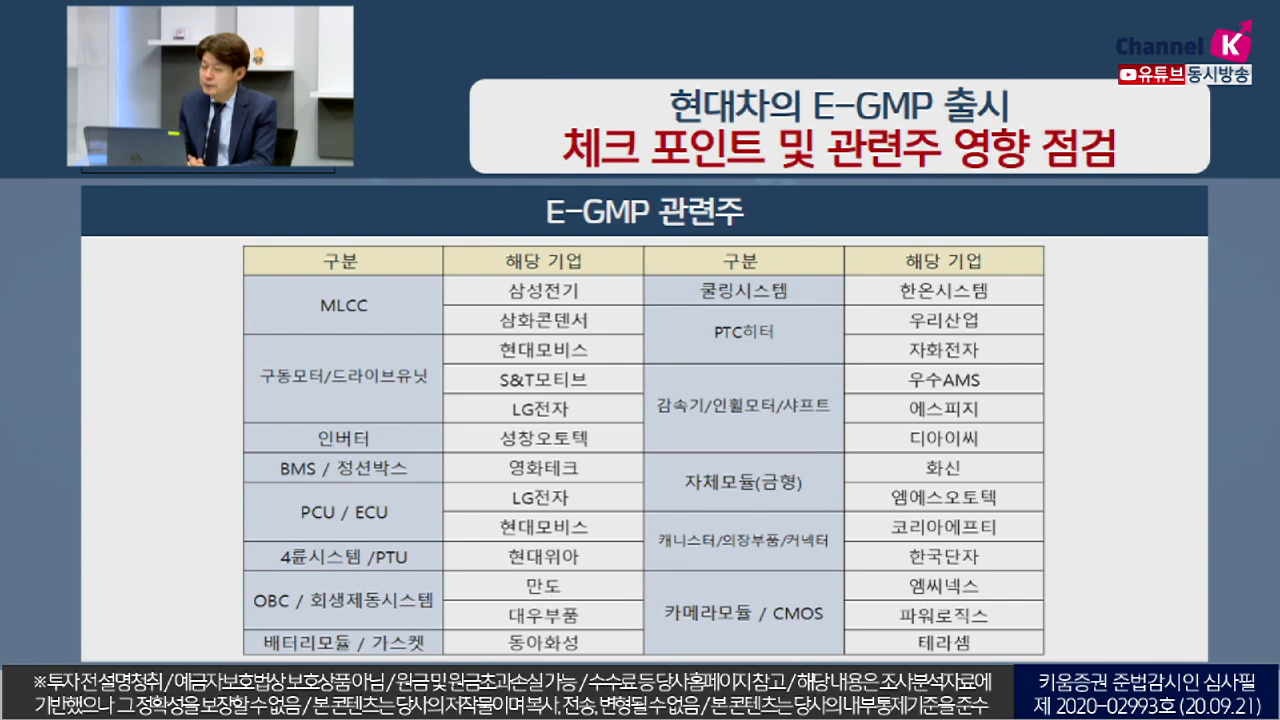 Channel K
유튜브 동시방송
현대차의 E-GMP 출시
체크 포인트 및 관련주 영향 점검
E-GMP 관련주
구분 해당 기업 구분 해당 기업
MLCC 삼성전기 쿨링시스템 한온시스템
삼화콘덴서 PTC히터 우리산업
구동모터/드라이브유닛 현대모비스 자화전자
S&T모티브 감속기/인휠모터/샤프트 우수AMS
LG전자 에스피지
인버터 성창오토텍 디아이씨
BMS / 정션박스 영화테크 자체모듈(금형) 화신
PCU / ECU LG전자 엠에스오토텍
현대모비스 캐니스터/의장부품/커넥터 코리아에프티
4륜시스템 /PTU 현대위아 한국단자
OBC / 회생제동시스템 만도 카메라모듈 / CMOS 엠씨넥스
대우부품 파워로직스
배터리모듈 / 가스켓 동아화성 테라셈
※ 투자 전 설명청취 / 예금자보호법상 보호상품 아님 / 원금 및 원금초과손실 가능 / 수수료 등 당사홈페이지 참고 / 해당 내용은 조사분석자료에
기반했으나 그 정확성을 보장할 수 없음 / 본 콘텐츠는 당사의 저작물이며 복사, 전송, 변형될 수 없음 / 본 콘텐츠는 당사의 내부통제기준을 준수
키움증권 준법감시인 심사필
제 2020-02993호 (20.09.21)